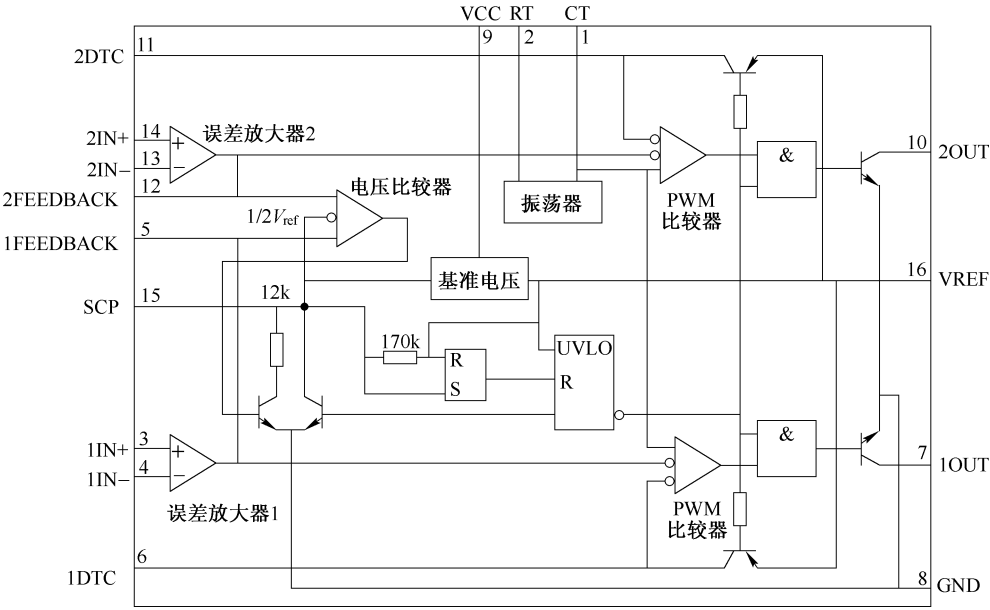 VCC RT CT
9 2 1
2DTC 11
2IN+ 14 + 误差放大器2
2IN− 13 −
2FEEDBACK 12
电压比较器
1/2Vref
1FEEDBACK 5
振荡器
PWM
比较器
&
10 2OUT
基准电压
16 VREF
SCP 15
12k
170k
R
S
UVLO
R
1IN+ 3 +
1IN− 4 −
误差放大器1
PWM
比较器
&
7 1OUT
6
1DTC
8 GND